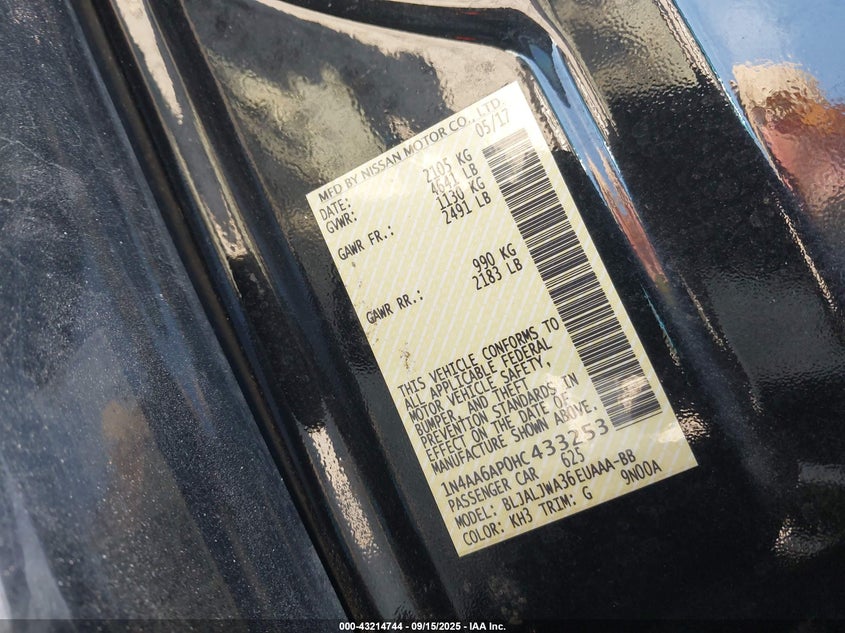 MFD BY NISSAN MOTOR CO., LTD.
DATE: 05/17
GVWR: 2105 KG
4641 LB
GAWR FR.: 1130 KG
2491 LB
GAWR RR.: 990 KG
2183 LB
THIS VEHICLE CONFORMS TO
ALL APPLICABLE FEDERAL
MOTOR VEHICLE SAFETY,
BUMPER, AND THEFT
PREVENTION STANDARDS IN
EFFECT ON THE DATE OF
MANUFACTURE SHOWN ABOVE.
1N4AA6AP0HC433253
PASSENGER CAR 625
MODEL: BLJALJWA36EUAAA-BB
COLOR: KH3 TRIM: G 9N00A
000-43214744 - 09/15/2025 - IAA Inc.